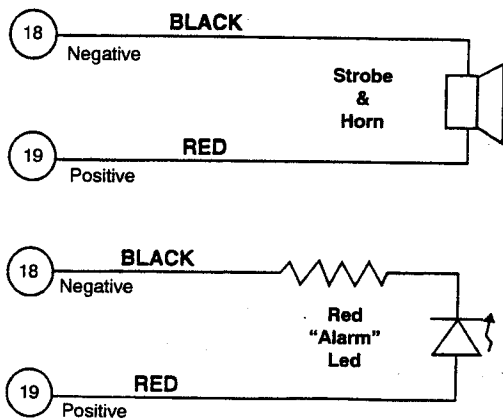 18
BLACK
Negative
Strobe
&
Horn
19
RED
Positive
18
BLACK
Negative
Red
“Alarm”
Led
19
RED
Positive